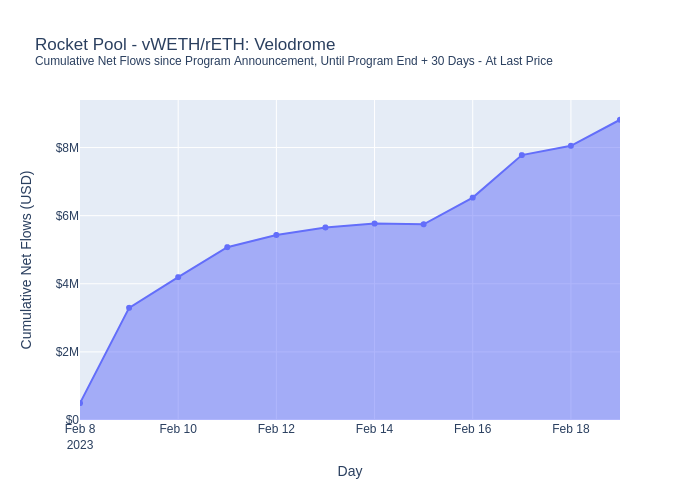 Rocket Pool - vWETH/rETH: Velodrome
Cumulative Net Flows since Program Announcement, Until Program End + 30 Days - At Last Price
Cumulative Net Flows (USD)
$8M
$6M
$4M
$2M
$0
Feb 8
2023
Feb 10
Feb 12
Feb 14
Feb 16
Feb 18
Day